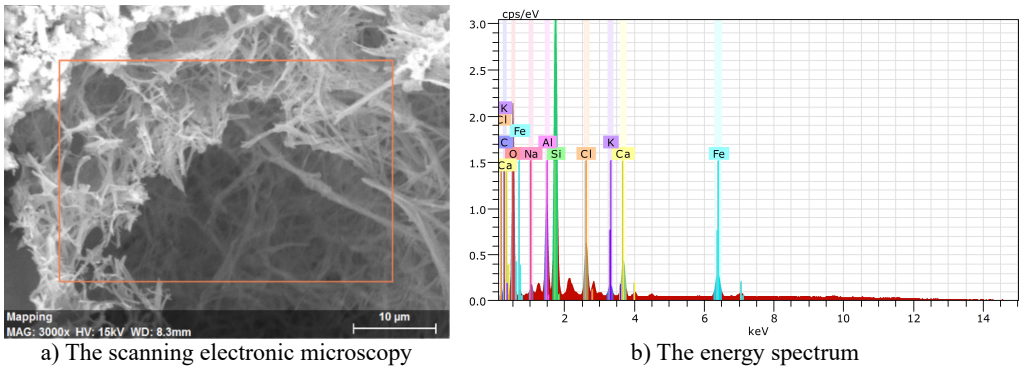 Mapping
MAG: 3000x HV: 15kV WD: 8.3mm
10 µm
a) The scanning electronic microscopy
cps/eV
3.0
2.5
2.0
1.5
1.0
0.5
0.0
K
Cl
Fe
C
Al
K
Ca
O
Na
Si
Cl
Ca
Fe
2
4
6
8
10
12
14
keV
b) The energy spectrum